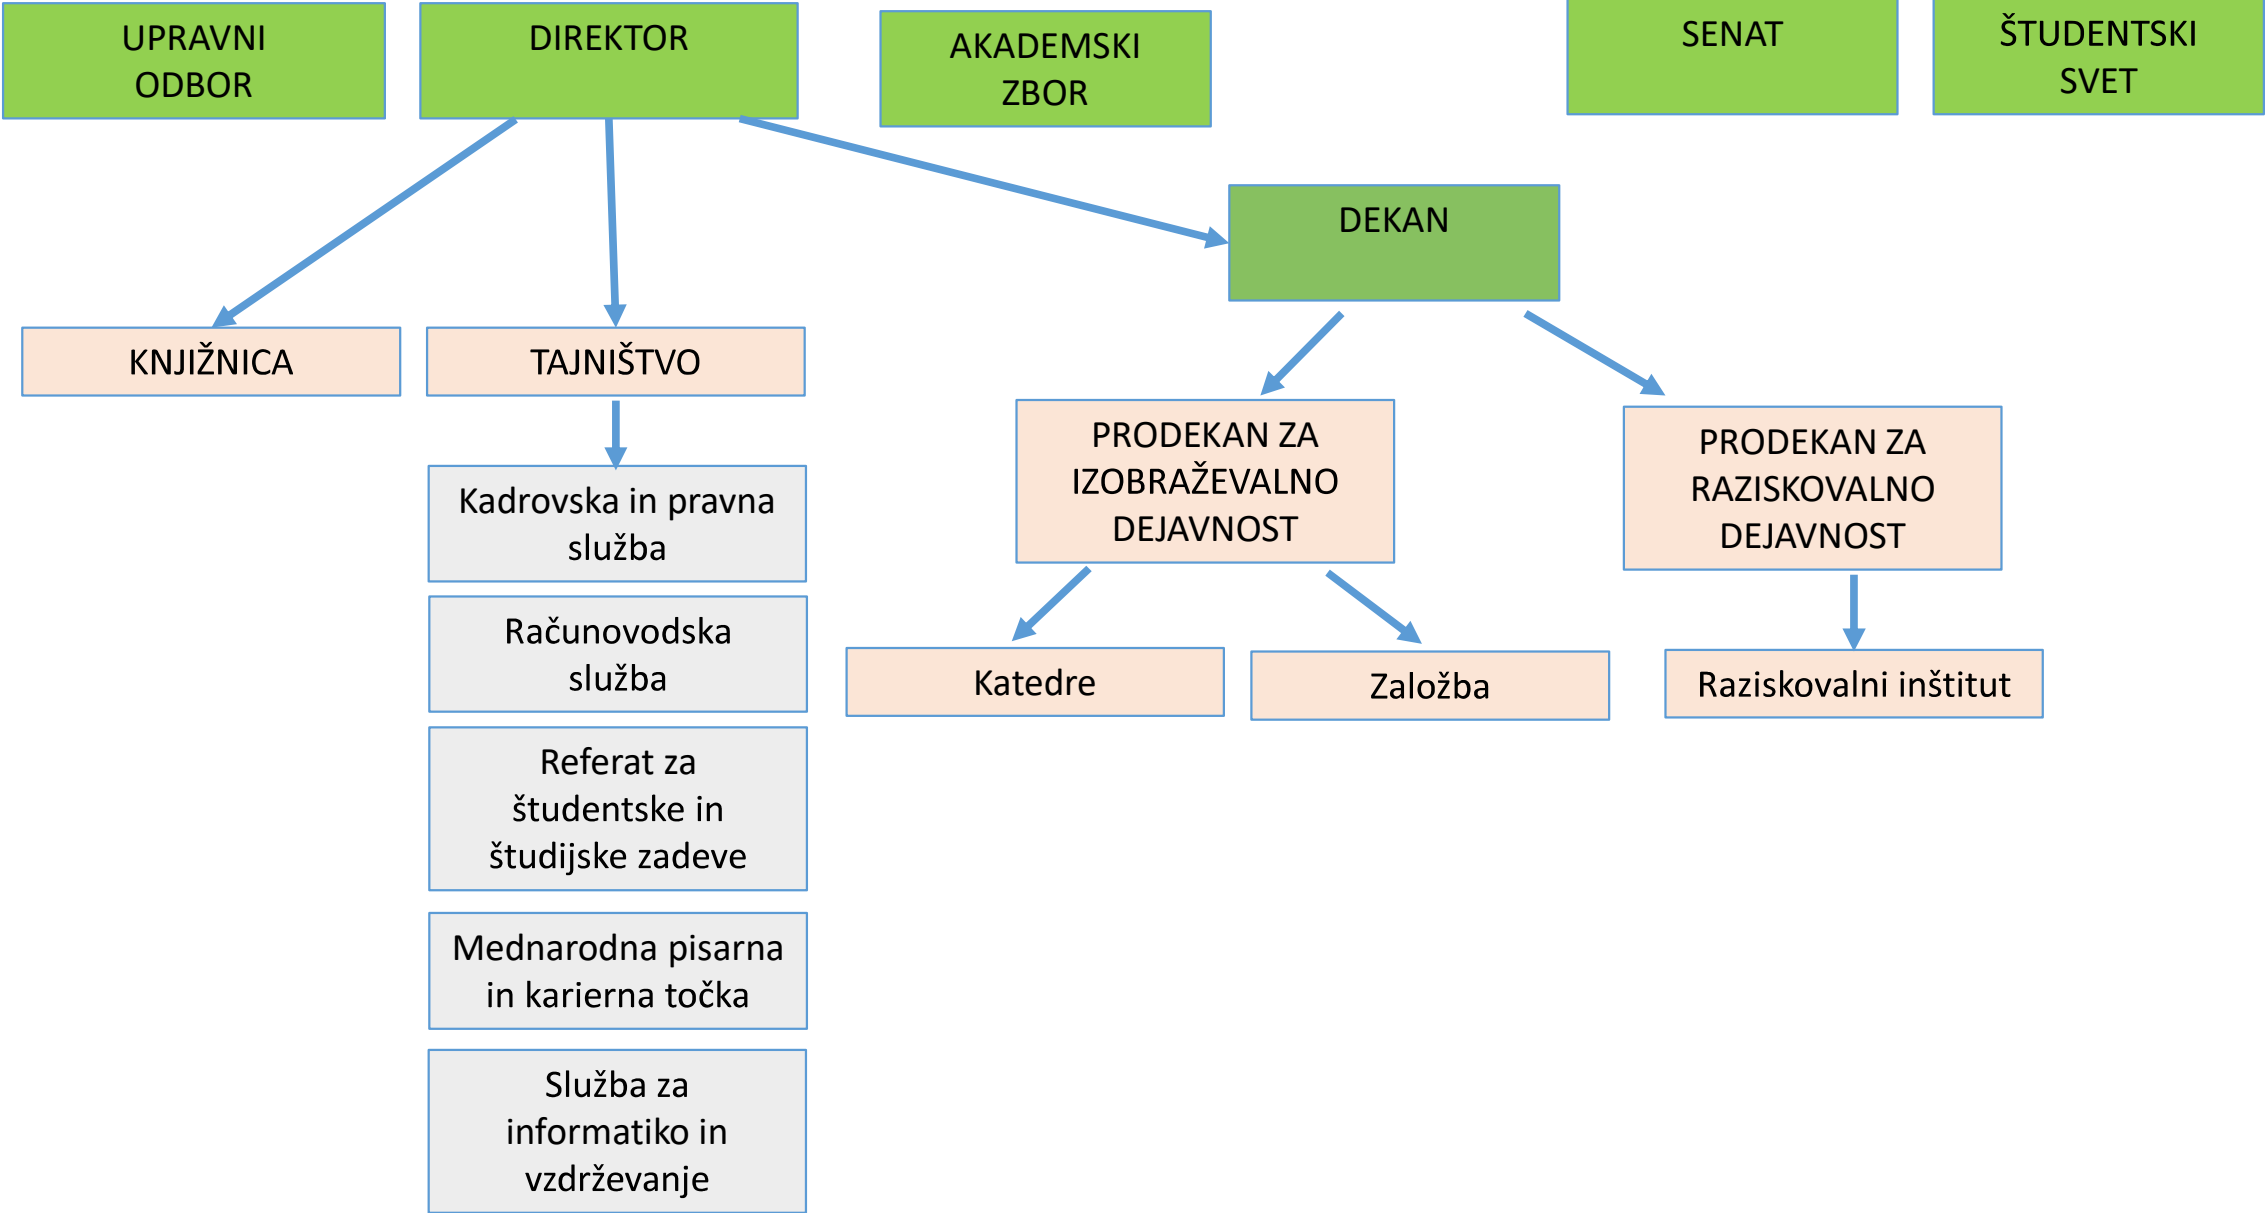 UPRAVNI
ODBOR
DIREKTOR
AKADEMSKI
ZBOR
SENAT
ŠTUDENTSKI
SVET
DEKAN
KNJIŽNICA
TAJNIŠTVO
PRODEKAN ZA
IZOBRAŽEVALNO
DEJAVNOST
PRODEKAN ZA
RAZISKOVALNO
DEJAVNOST
Kadrovska in pravna
služba
Računovodska
služba
Katedre
Založba
Raziskovalni inštitut
Referat za
študentske in
študijske zadeve
Mednarodna pisarna
in karierna točka
Služba za
informatiko in
vzdrževanje